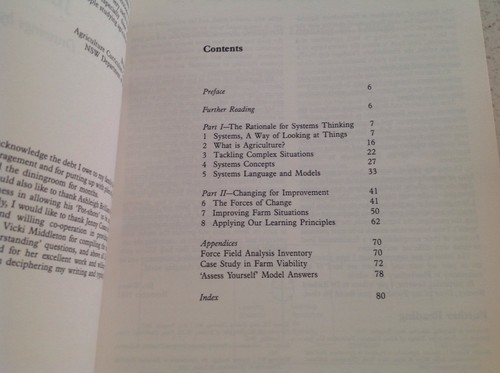 Agriculture
NSW Department
acknowledge the debt I owe to my
and for putting up with
the diningroom for months
also like to thank Ashleigh
in allowing his
I would like to thank Jenny
and willing co-operation in
Vicki Middleton for compiling
questions, and
for her excellent work and
deciphering my writing and
Contents
Preface 6
Further Reading 6
Part I—The Rationale for Systems Thinking 7
1 Systems, A Way of Looking at Things 7
2 What is Agriculture? 16
3 Tackling Complex Situations 22
4 Systems Concepts 27
5 Systems Language and Models 33
Part II—Changing for Improvement 41
6 The Forces of Change 41
7 Improving Farm Situations 50
8 Applying Our Learning Principles 62
Appendices 70
Force Field Analysis Inventory 70
Case Study in Farm Viability 72
'Assess Yourself' Model Answers 78
Index 80